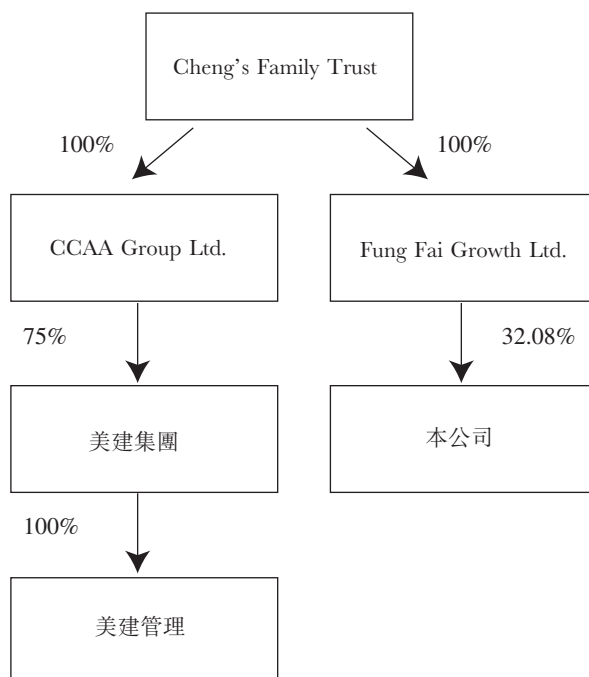 Cheng’s Family Trust
100%
100%
CCAA Group Ltd.
Fung Fai Growth Ltd.
75%
32.08%
美建集團
本公司
100%
美建管理